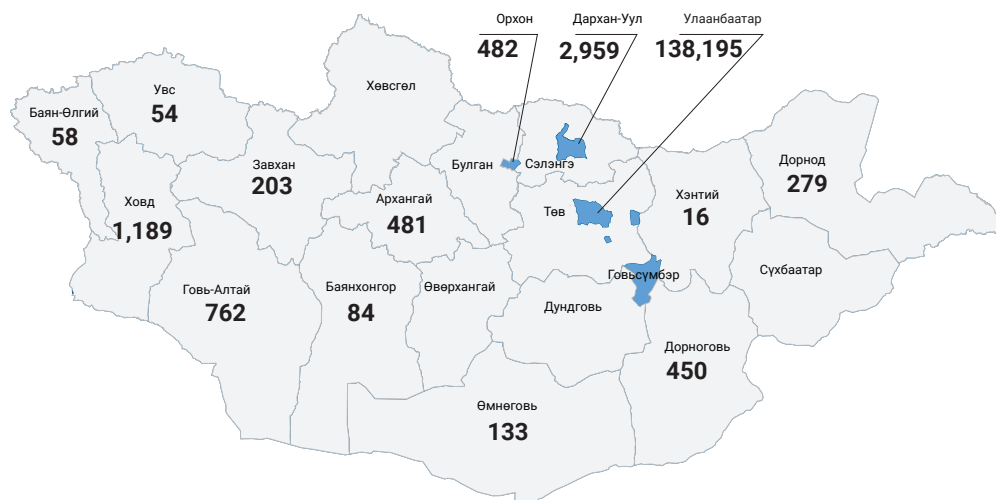 Орхон
482
Дархан-Уул
2,959
Улаанбаатар
138,195
Хөвсгөл
Увс
54
Баян-Өлгий
58
Завхан
203
Булган
Сэлэнгэ
Дорнод
279
Ховд
1,189
Архангай
481
Төв
Хэнтий
16
Говьсүмбэр
Сүхбаатар
Говь-Алтай
762
Баянхонгор
84
Өвөрхангай
Дундговь
Дорноговь
450
Өмнөговь
133